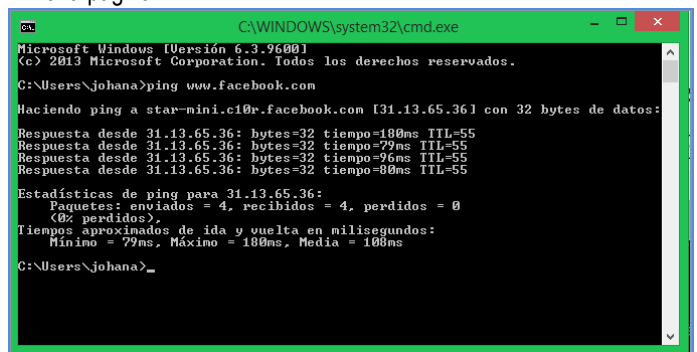 C:\WINDOWS\system32\cmd.exe
Microsoft Windows [Versión 6.3.9600]
(c) 2013 Microsoft Corporation. Todos los derechos reservados.
C:\Users\johana>ping www.facebook.com
Haciendo ping a star-mini.c10r.facebook.com [31.13.65.36] con 32 bytes de datos:
Respuesta desde 31.13.65.36: bytes=32 tiempo=180ms TTL=55
Respuesta desde 31.13.65.36: bytes=32 tiempo=79ms TTL=55
Respuesta desde 31.13.65.36: bytes=32 tiempo=96ms TTL=55
Respuesta desde 31.13.65.36: bytes=32 tiempo=80ms TTL=55
Estadísticas de ping para 31.13.65.36:
Paquetes: enviados = 4, recibidos = 4, perdidos = 0
(0% perdidos),
Tiempos aproximados de ida y vuelta en milisegundos:
Mínimo = 79ms, Máximo = 180ms, Media = 108ms
C:\Users\johana>_